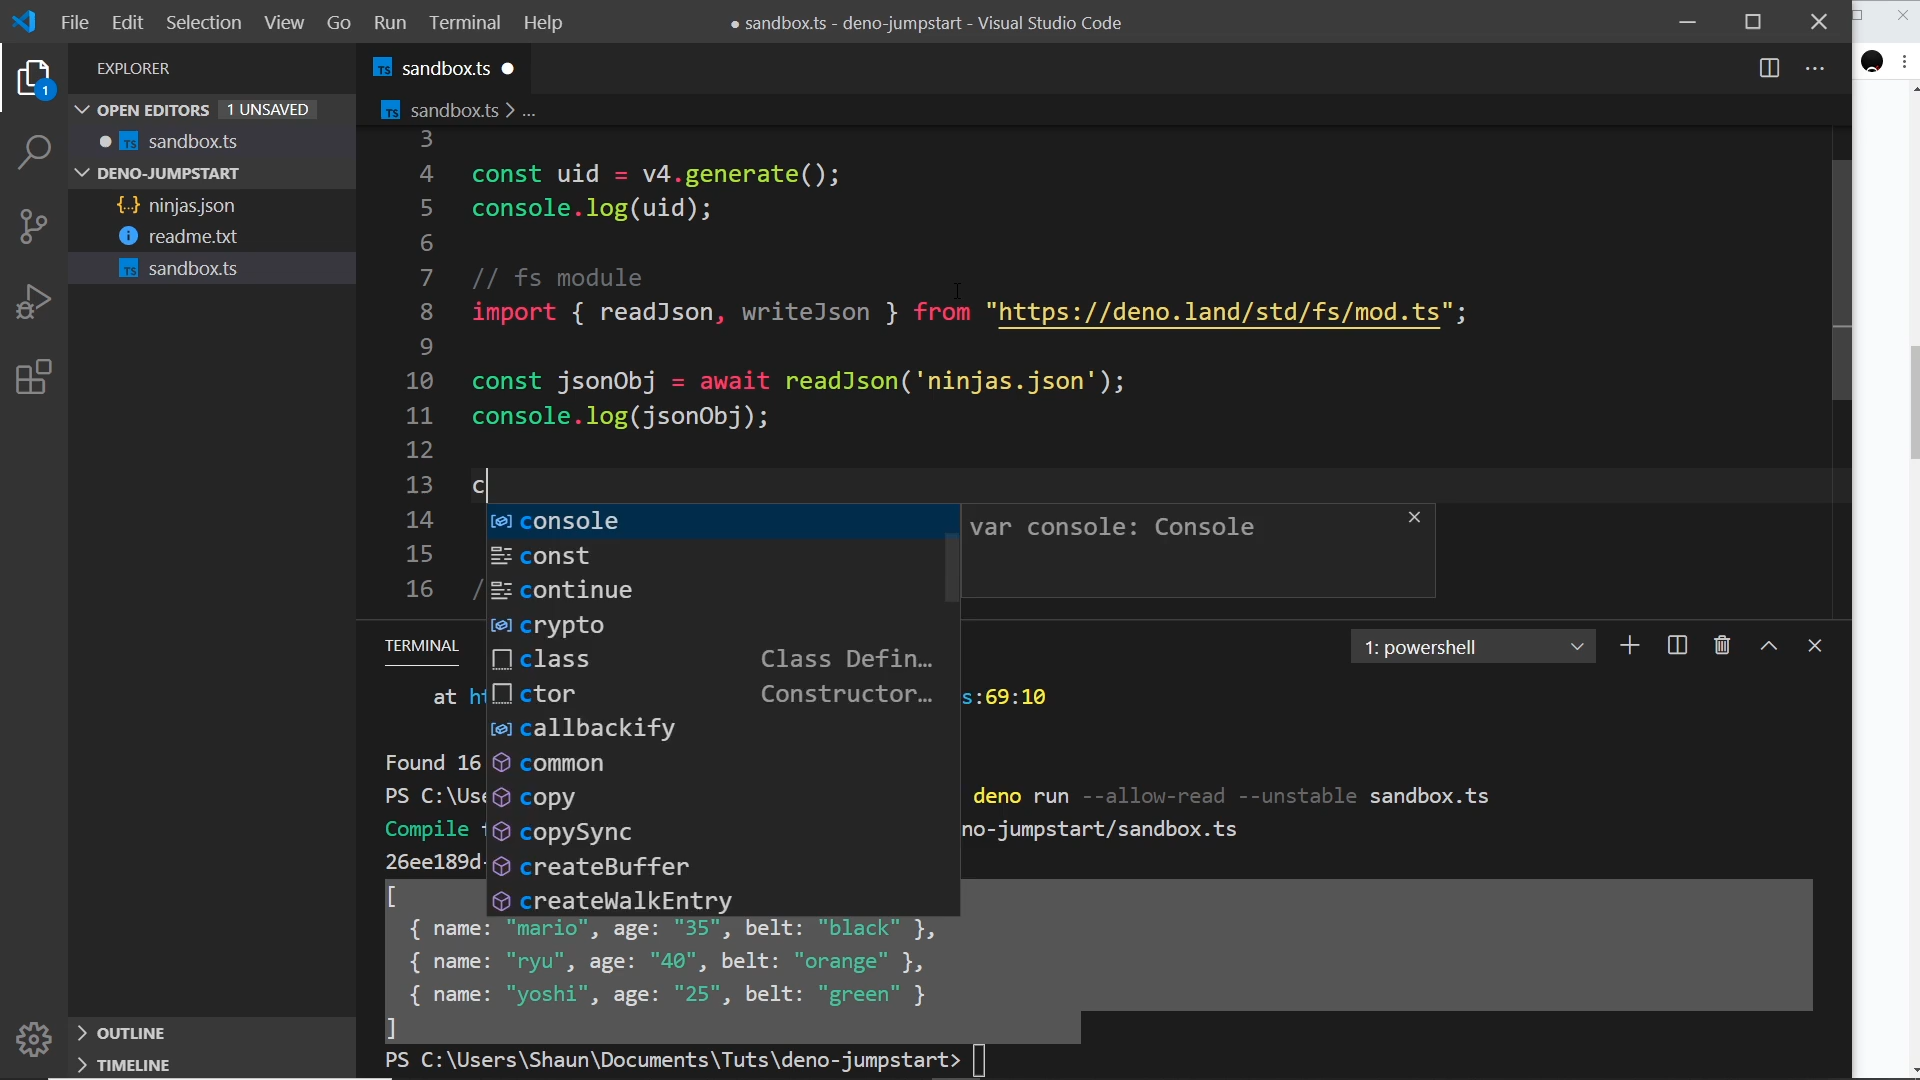 File Edit Selection View Go Run Terminal Help
● sandbox.ts - deno-jumpstart - Visual Studio Code
EXPLORER
OPEN EDITORS 1 UNSAVED
sandbox.ts
DENO-JUMPSTART
{..} ninjas.json
readme.txt
sandbox.ts
OUTLINE
TIMELINE
1
TS sandbox.ts ●
TS sandbox.ts > ...
3
4 const uid = v4.generate();
5 console.log(uid);
6
7 // fs module
8 import { readJson, writeJson } from "https://deno.land/std/fs/mod.ts";
9
10 const jsonObj = await readJson('ninjas.json');
11 console.log(jsonObj);
12
13 c
14
15
16 /
console
const
continue
crypto
class Class Defin…
ctor Constructor…
callbackify
common
copy
copySync
createBuffer
createWalkEntry
var console: Console
TERMINAL
1: powershell
at ht s:69:10
Found 16
PS C:\Use deno run --allow-read --unstable sandbox.ts
Compile no-jumpstart/sandbox.ts
26ee189d-
[
{ name: "mario", age: "35", belt: "black" },
{ name: "ryu", age: "40", belt: "orange" },
{ name: "yoshi", age: "25", belt: "green" }
]
PS C:\Users\Shaun\Documents\Tuts\deno-jumpstart>